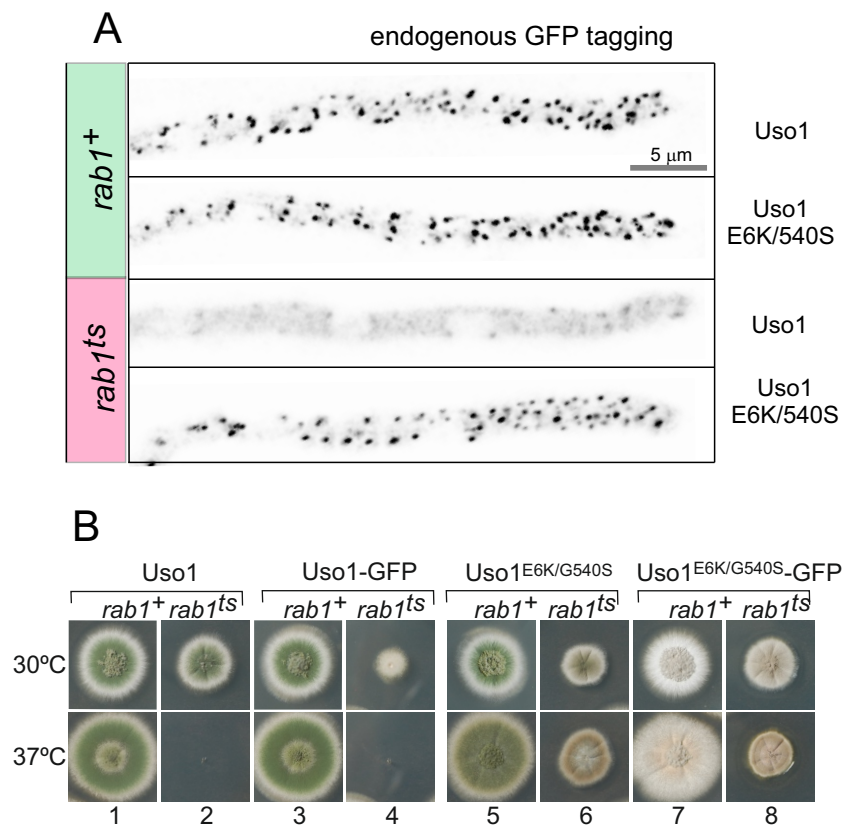 A
endogenous GFP tagging
rab1+
Uso1
5 µm
Uso1
E6K/540S
rab1ts
Uso1
Uso1
E6K/540S
B
Uso1 Uso1-GFP Uso1E6K/G540S Uso1E6K/G540S-GFP
rab1+ rab1ts rab1+ rab1ts rab1+ rab1ts rab1+ rab1ts
30ºC
37ºC
1 2 3 4 5 6 7 8